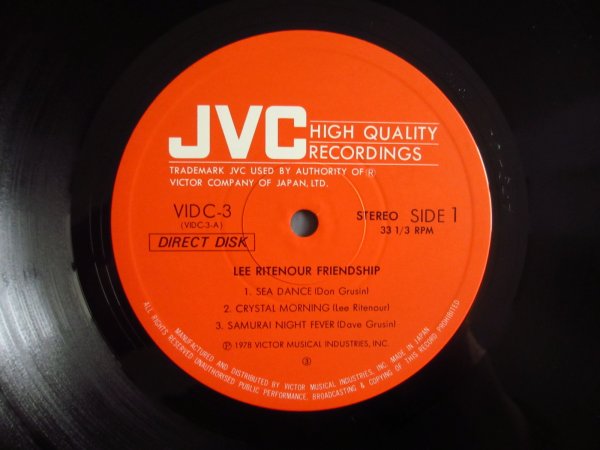 JVC HIGH QUALITY
RECORDINGS
TRADEMARK JVC USED BY AUTHORITY OF Ⓡ
VICTOR COMPANY OF JAPAN, LTD.
VIDC-3
(VIDC-3-A)
DIRECT DISK
STEREO SIDE 1
33 1/3 RPM
LEE RITENOUR FRIENDSHIP
1. SEA DANCE (Don Grusin)
2. CRYSTAL MORNING (Lee Ritenour)
3. SAMURAI NIGHT FEVER (Dave Grusin)
Ⓟ 1978 VICTOR MUSICAL INDUSTRIES, INC.
③
MANUFACTURED AND DISTRIBUTED BY VICTOR MUSICAL INDUSTRIES, INC. MADE IN JAPAN
ALL RIGHTS RESERVED UNAUTHORISED PUBLIC PERFORMANCE, BROADCASTING & COPYING OF THIS RECORD PROHIBITED